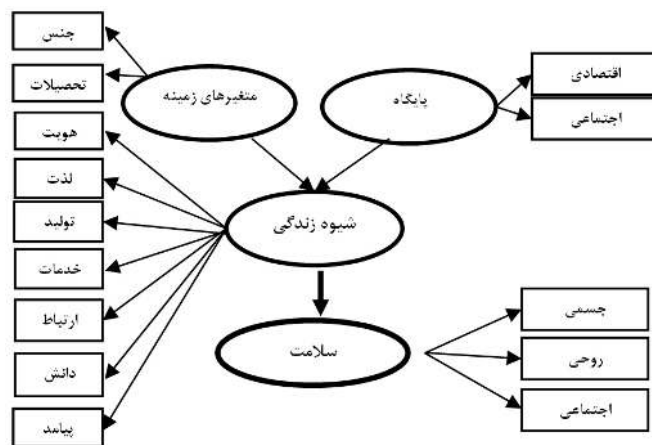 جنس
تحصیلات
هویت
لذت
تولید
خدمات
ارتباط
دانش
پیامد
متغیرهای زمینه
پایگاه
اقتصادی
اجتماعی
شیوه زندگی
سلامت
جسمی
روحی
اجتماعی